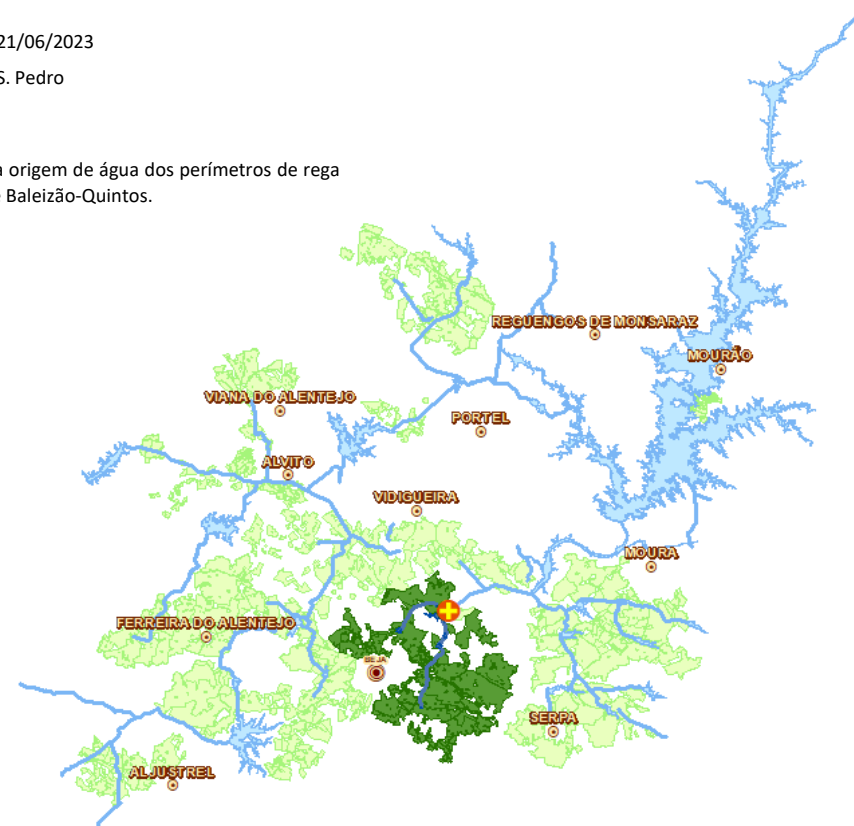 21/06/2023
S. Pedro
a origem de água dos perímetros de rega
Baleizão-Quintos.
REGUENGOS DE MONSARAZ
MOURÃO
VIANA DO ALENTEJO
PORTEL
ALVITO
VIDIGUEIRA
MOURA
FERREIRA DO ALENTEJO
BEJA
SERPA
ALJUSTREL